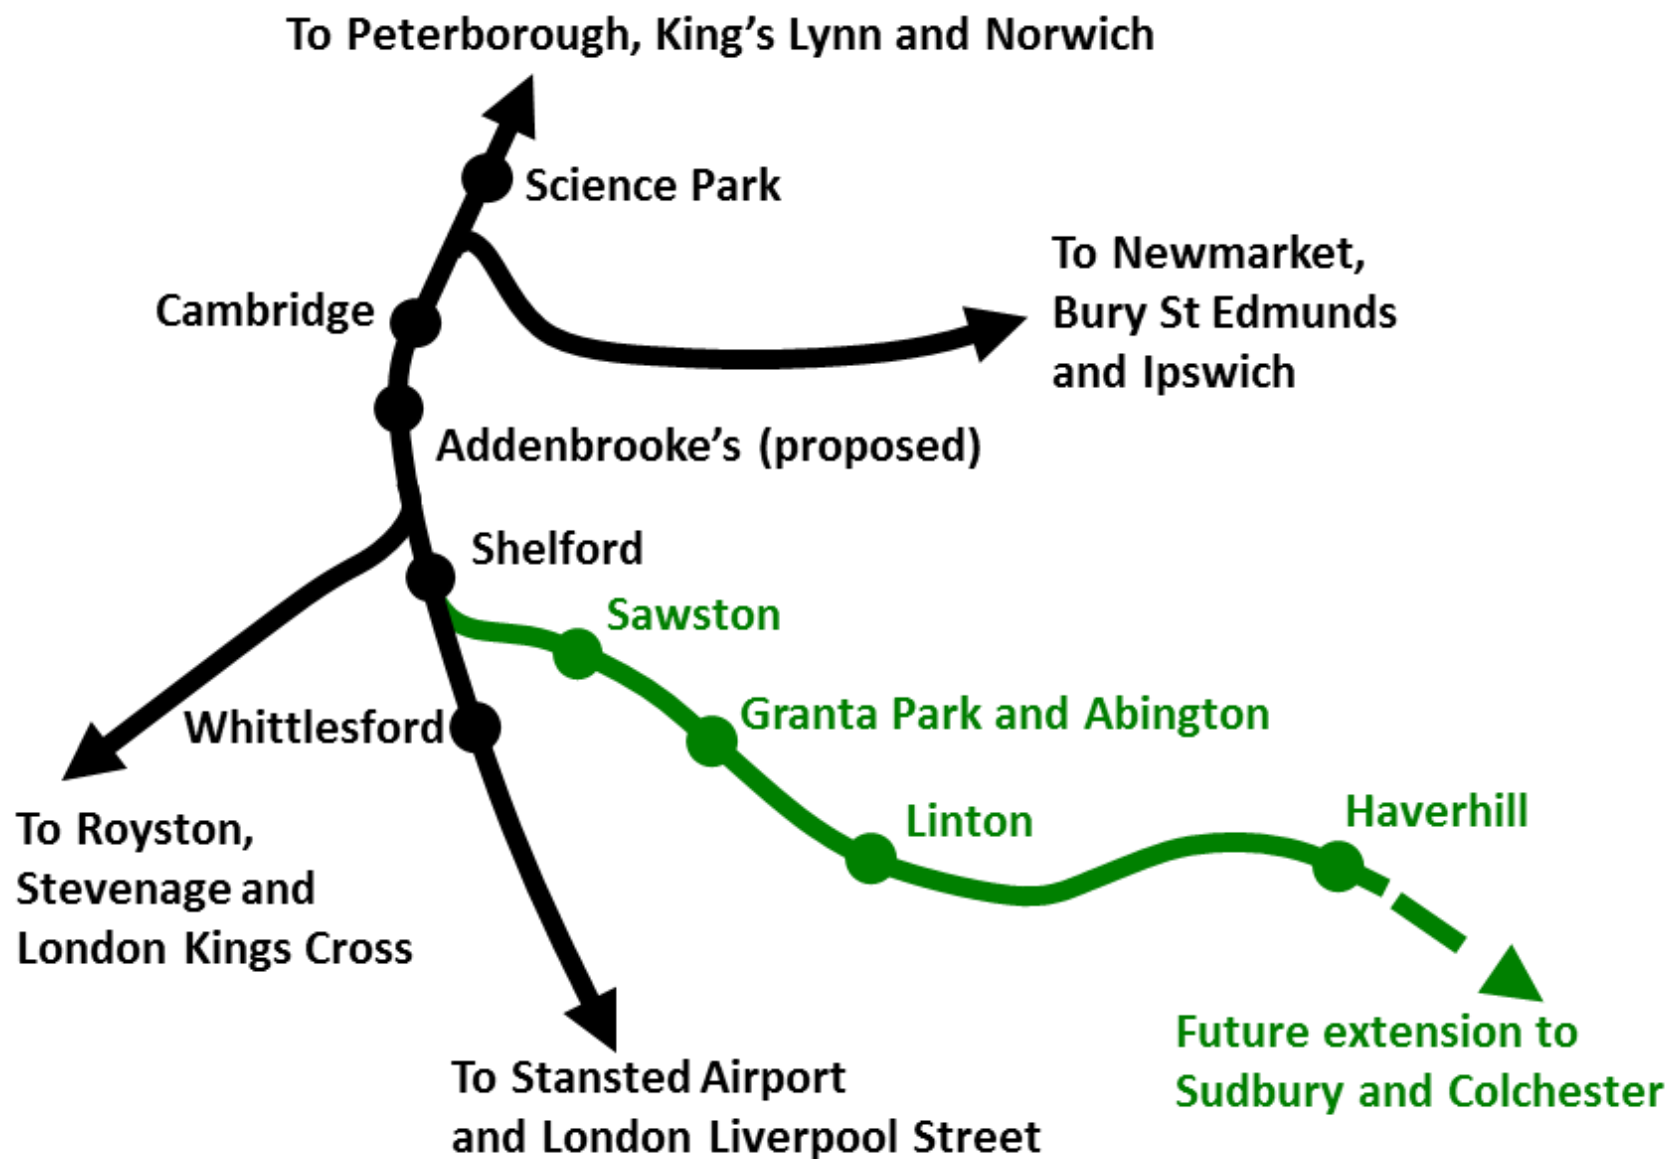 To Peterborough, King’s Lynn and Norwich
Science Park
To Newmarket,
Bury St Edmunds
and Ipswich
Cambridge
Addenbrooke’s (proposed)
Shelford
Sawston
Granta Park and Abington
Whittlesford
Linton
Haverhill
To Royston,
Stevenage and
London Kings Cross
Future extension to
Sudbury and Colchester
To Stansted Airport
and London Liverpool Street